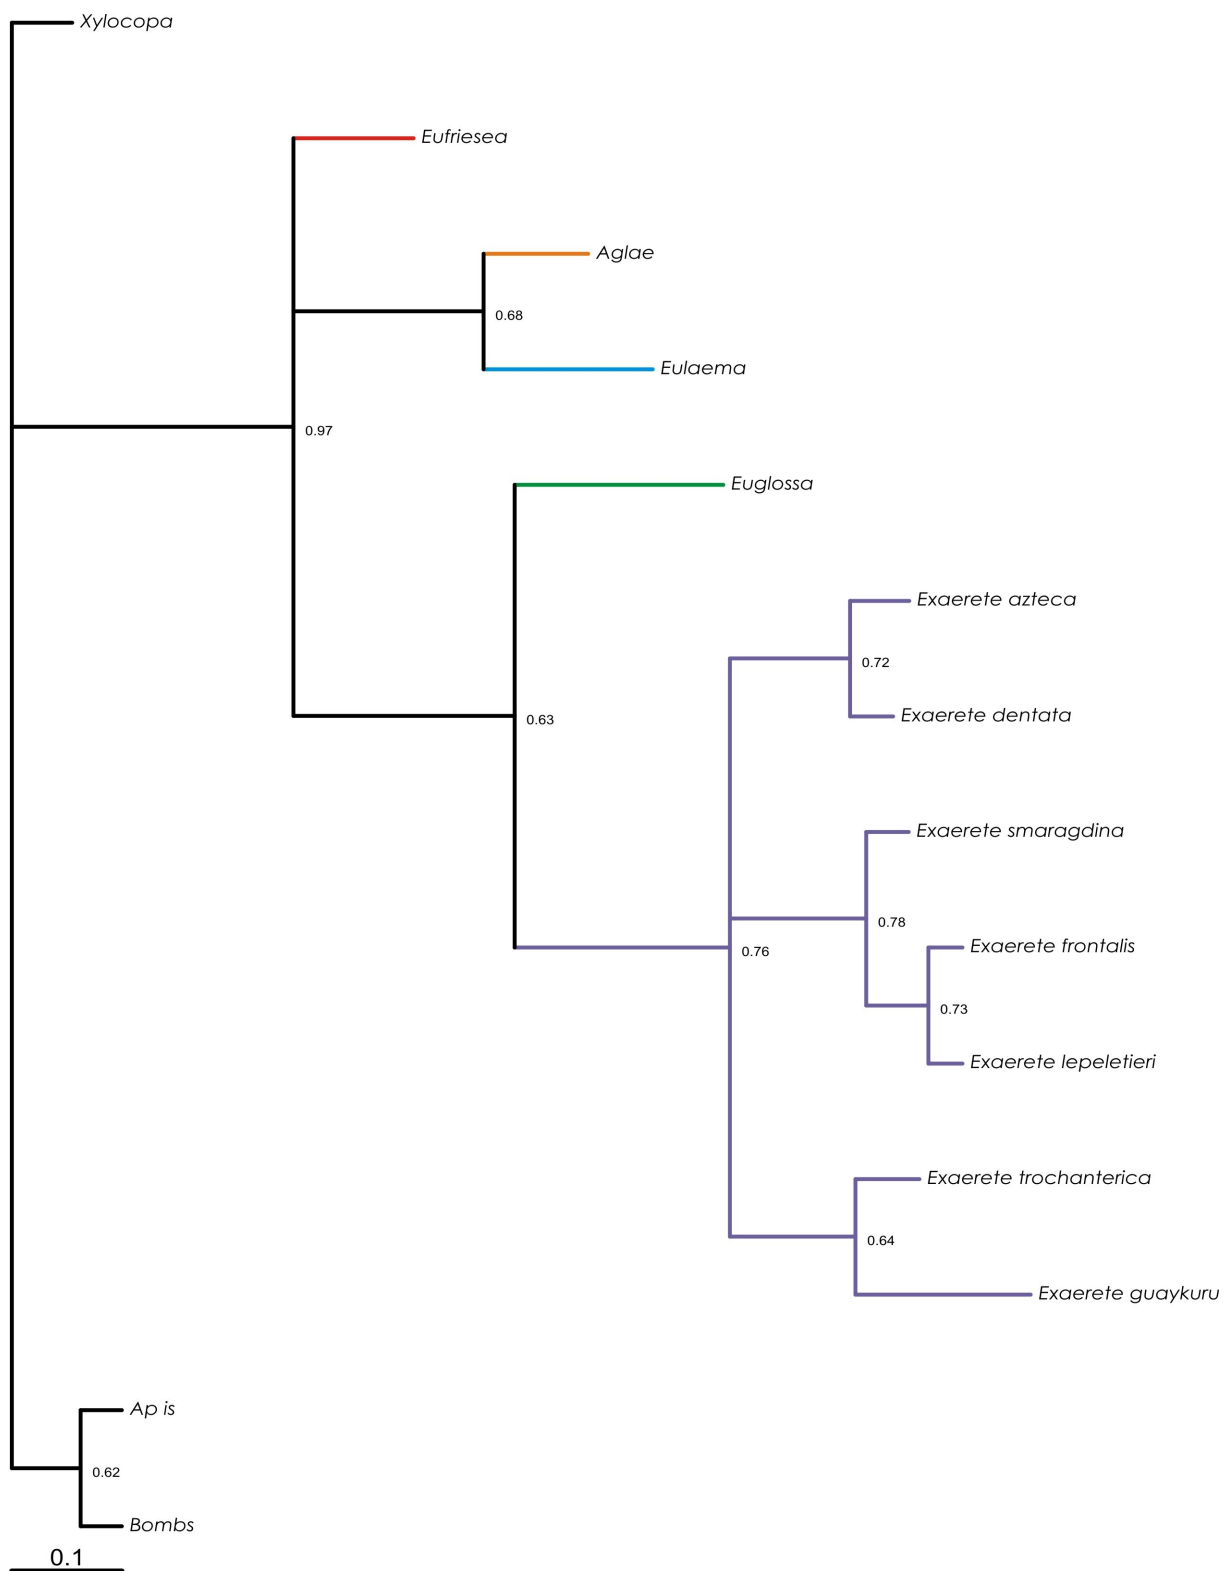 Xylocopa
Eufriesea
Aglae
0.68
Eulaema
0.97
Euglossa
Exaerete azteca
0.72
Exaerete dentata
0.63
Exaerete smaragdina
0.78
Exaerete frontalis
0.76
0.73
Exaerete lepeletieri
Exaerete trochanterica
0.64
Exaerete guaykuru
Ap is
0.62
Bombs
0.1